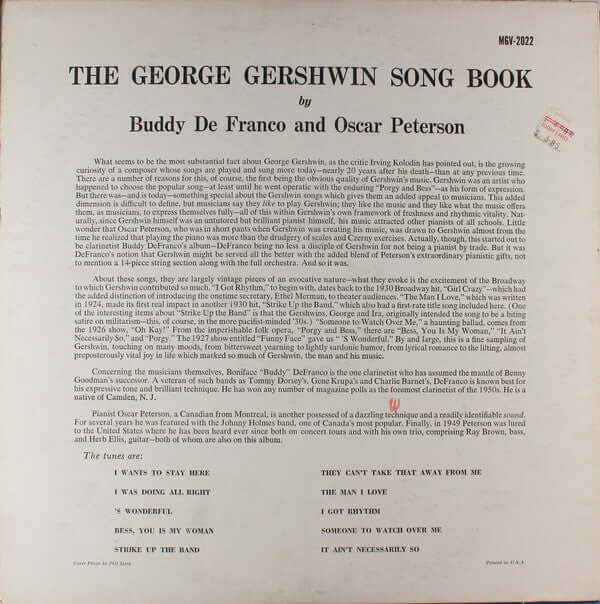 MGV-2022
THE GEORGE GERSHWIN SONG BOOK
by
Buddy De Franco and Oscar Peterson
What seems to be the most substantial fact about George Gershwin, as the critic Irving Kolodin has pointed out, is the growing
curiosity of a composer whose songs are played and sung more today—nearly 20 years after his death—than at any previous time.
There are a number of reasons for this, of course, the first being the obvious quality of Gershwin's music. Gershwin was an artist who
happened to choose the popular song—at least until he went operatic with the enduring "Porgy and Bess"—as his form of expression.
But there was—and is today—something special about the Gershwin songs which gives them an added appeal to musicians. This added
dimension is difficult to define, but musicians say they like to play Gershwin; they like the music and they like what the music offers
them, as musicians, to express themselves fully—all of this within Gershwin's own framework of freshness and rhythmic vitality. Nat-
urally, since Gershwin himself was an untutored but brilliant pianist himself, his music attracted other pianists of all schools. Little
wonder that Oscar Peterson, who was in short pants when Gershwin was creating his music, was drawn to Gershwin almost from the
time he realized that playing the piano was more than the drudgery of scales and Czerny exercises. Actually, though, this started out to
be clarinetist Buddy DeFranco's album—DeFranco being no less a disciple of Gershwin for not being a pianist by trade. But it was
DeFranco's notion that Gershwin might be served all the better with the added blend of Peterson's extraordinary pianistic gifts, not
to mention a 14-piece string section along with the full orchestra. And so it was.
About these songs, they are largely vintage pieces of an evocative nature—what they evoke is the excitement of the Broadway
to which Gershwin contributed so much. "I Got Rhythm," to begin with, dates back to the 1930 Broadway hit, "Girl Crazy"—which had
the added distinction of introducing the onetime secretary, Ethel Merman, to theater audiences. "The Man I Love," which was written
in 1924, made its first real impact in another 1930 hit, "Strike Up the Band," which also had a first-rate title song included here. (One
of the interesting items about "Strike Up the Band" is that the Gershwins, George and Ira, originally intended the song to be a biting
satire on militarism—this, of course, in the more pacifist-minded '30s.) "Someone to Watch Over Me," a haunting ballad, comes from
the 1926 show, "Oh Kay!" From the imperishable folk opera, "Porgy and Bess," there are "Bess, You Is My Woman," "It Ain't
Necessarily So," and "Porgy." The 1927 show entitled "Funny Face" gave us "'S Wonderful." By and large, this is a fine sampling of
Gershwin, touching on many moods, from bittersweet yearning to lightly sardonic humor, from lyrical romance to the lilting, almost
preposterously vital joy in life which marked so much of Gershwin, the man and his music.
Concerning the musicians themselves, Boniface "Buddy" DeFranco is the one clarinetist who has assumed the mantle of Benny
Goodman's successor. A veteran of such bands as Tommy Dorsey's, Gene Krupa's and Charlie Barnet's, DeFranco is known best for
his expressive tone and brilliant technique. He has won any number of magazine polls as the foremost clarinetist of the 1950s. He is a
native of Camden, N. J.
Pianist Oscar Peterson, a Canadian from Montreal, is another possessed of a dazzling technique and a readily identifiable sound.
For several years he was featured with the Johnny Holmes band, one of Canada's most popular. Finally, in 1949 Peterson was lured
to the United States where he has been heard ever since both on concert tours and with his own trio, comprising Ray Brown, bass,
and Herb Ellis, guitar—both of whom are also on this album.
The tunes are:
I WANTS TO STAY HERE
I WAS DOING ALL RIGHT
'S WONDERFUL
BESS, YOU IS MY WOMAN
STRIKE UP THE BAND
THEY CAN'T TAKE THAT AWAY FROM ME
THE MAN I LOVE
I GOT RHYTHM
SOMEONE TO WATCH OVER ME
IT AIN'T NECESSARILY SO
Cover Photo by Phil Stern
Printed in U.S.A.